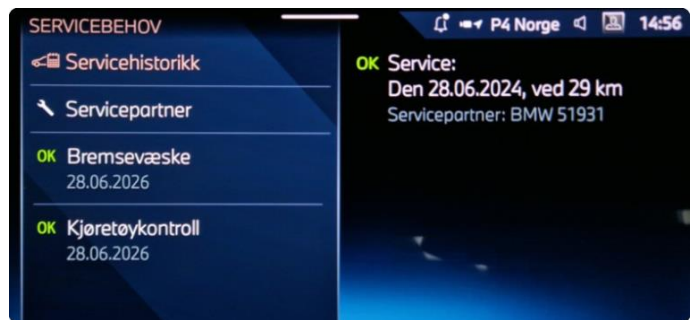 SERVICEBEHOV
P4 Norge
14:56
Servicehistorikk
Servicepartner
OK Bremsevæske
28.06.2026
OK Kjøretøykontroll
28.06.2026
OK Service:
Den 28.06.2024, ved 29 km
Servicepartner: BMW 51931